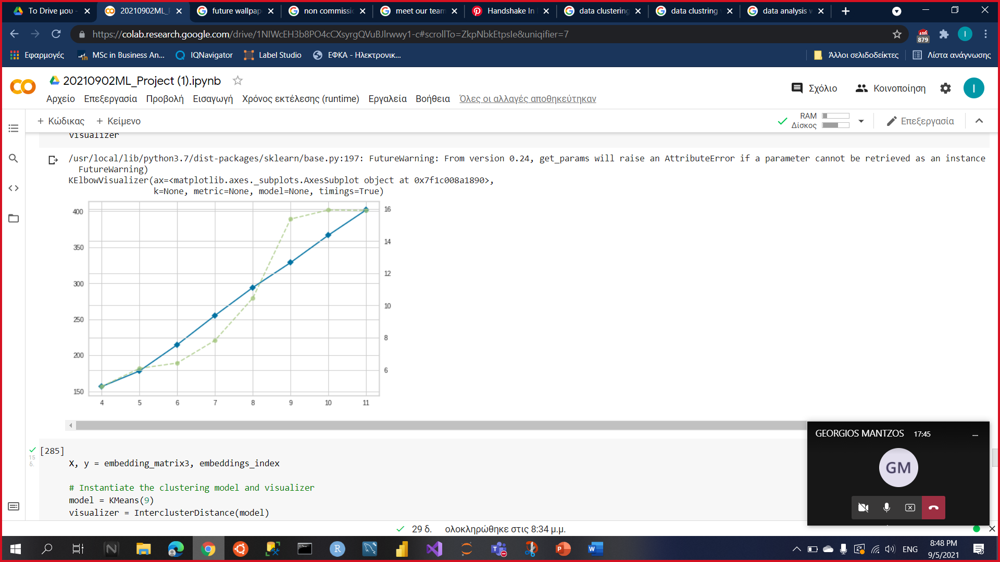 Το Drive μου -
20210902ML_F
future wallpap
non commissio
meet our team
Handshake In
data clustering
data clustring
data analysis w
https://colab.research.google.com/drive/1NIWcEH3b8PO4cCXsyrgQVuBJlrwwy1-c#scrollTo=ZkpNbkEtpsIe&uniqifier=7
879
I
Εφαρμογές
MSc in Business An...
IQNavigator
Label Studio
ΕΦΚΑ - Ηλεκτρονικ...
Άλλοι σελιδοδείκτες
Λίστα ανάγνωσης
20210902ML_Project (1).ipynb
Σχόλιο
Κοινοποίηση
I
Αρχείο Επεξεργασία Προβολή Εισαγωγή Χρόνος εκτέλεσης (runtime) Εργαλεία Βοήθεια Όλες οι αλλαγές αποθηκεύτηκαν
+ Κώδικας + Κείμενο
RAM
Δίσκος
Επεξεργασία
visualizer
/usr/local/lib/python3.7/dist-packages/sklearn/base.py:197: FutureWarning: From version 0.24, get_params will raise an AttributeError if a parameter cannot be retrieved as an instance
FutureWarning)
KElbowVisualizer(ax=<matplotlib.axes._subplots.AxesSubplot object at 0x7f1c008a1890>,
k=None, metric=None, model=None, timings=True)
400
350
300
250
200
150
16
14
12
10
8
6
4 5 6 7 8 9 10 11
[285]
15
δ.
X, y = embedding_matrix3, embeddings_index
# Instantiate the clustering model and visualizer
model = KMeans(9)
visualizer = InterclusterDistance(model)
GEORGIOS MANTZOS 17:45
GM
29 δ. ολοκληρώθηκε στις 8:34 μ.μ.
ENG
8:48 PM
9/5/2021